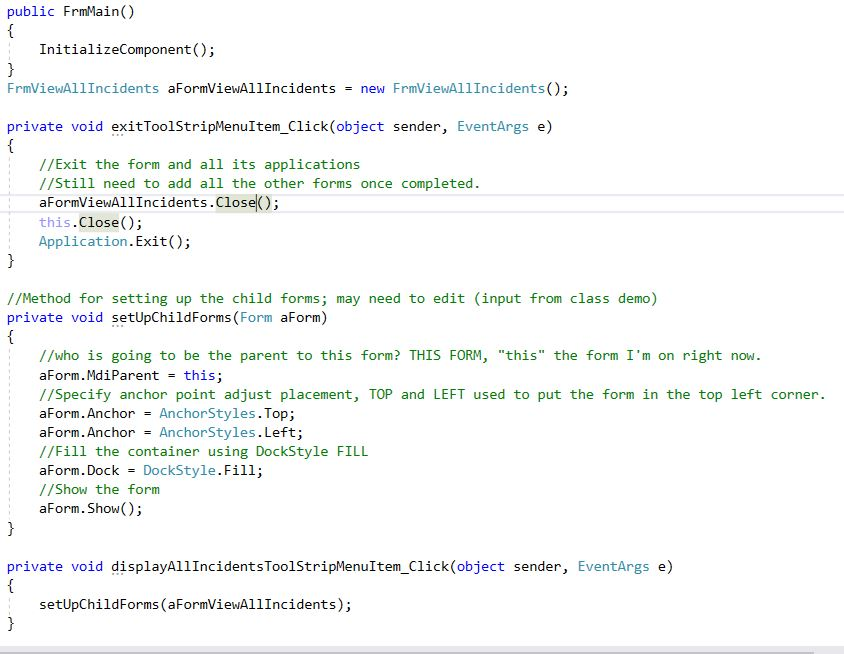 public FrmMain()
{
    InitializeComponent();
}
FrmViewAllIncidents aFormViewAllIncidents = new FrmViewAllIncidents();

private void exitToolStripMenuItem_Click(object sender, EventArgs e)
{
    //Exit the form and all its applications
    //Still need to add all the other forms once completed.
    aFormViewAllIncidents.Close();
    this.Close();
    Application.Exit();
}

//Method for setting up the child forms; may need to edit (input from class demo)
private void setUpChildForms(Form aForm)
{
    //who is going to be the parent to this form? THIS FORM, "this" the form I'm on right now.
    aForm.MdiParent = this;
    //Specify anchor point adjust placement, TOP and LEFT used to put the form in the top left corner.
    aForm.Anchor = AnchorStyles.Top;
    aForm.Anchor = AnchorStyles.Left;
    //Fill the container using DockStyle FILL
    aForm.Dock = DockStyle.Fill;
    //Show the form
    aForm.Show();
}

private void displayAllIncidentsToolStripMenuItem_Click(object sender, EventArgs e)
{
    setUpChildForms(aFormViewAllIncidents);
}